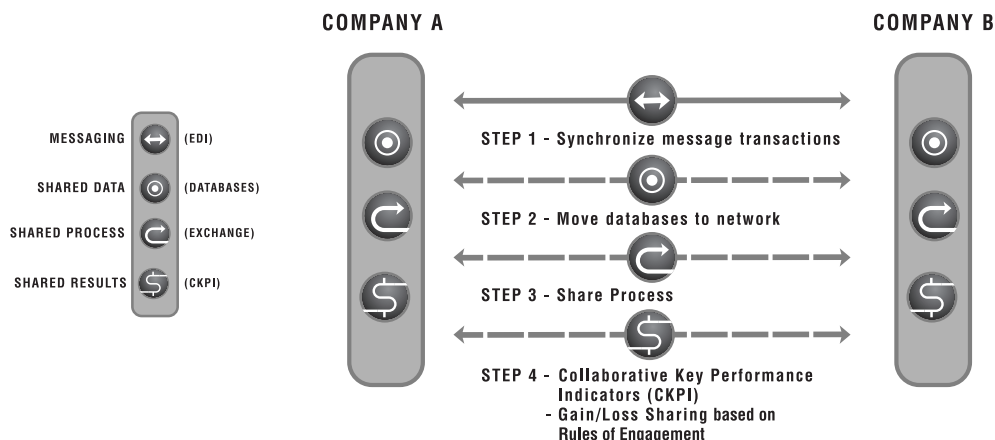 COMPANY A
COMPANY B
MESSAGING (EDI)
SHARED DATA (DATABASES)
SHARED PROCESS (EXCHANGE)
SHARED RESULTS (CKPI)
STEP 1 - Synchronize message transactions
STEP 2 - Move databases to network
STEP 3 - Share Process
STEP 4 - Collaborative Key Performance
Indicators (CKPI)
- Gain/Loss Sharing based on
Rules of Engagement